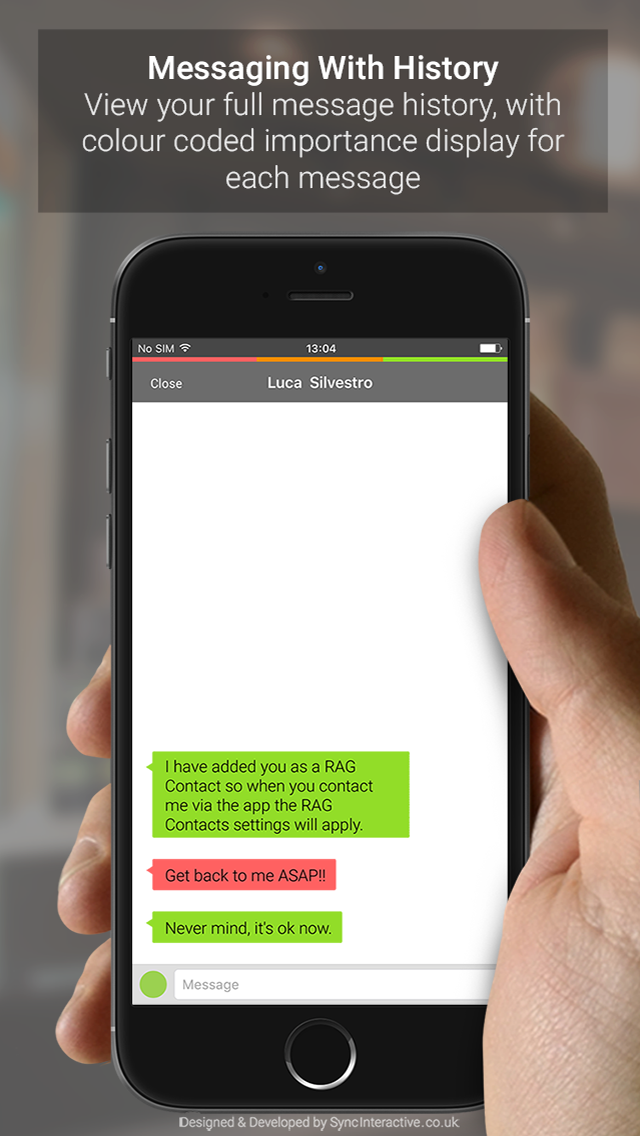 Messaging With History
View your full message history, with
colour coded importance display for
each message
No SIM 13:04
Close Luca Silvestro
I have added you as a RAG
Contact so when you contact
me via the app the RAG
Contacts settings will apply.
Get back to me ASAP!!
Never mind, it's ok now.
Message
Designed & Developed by SyncInteractive.co.uk